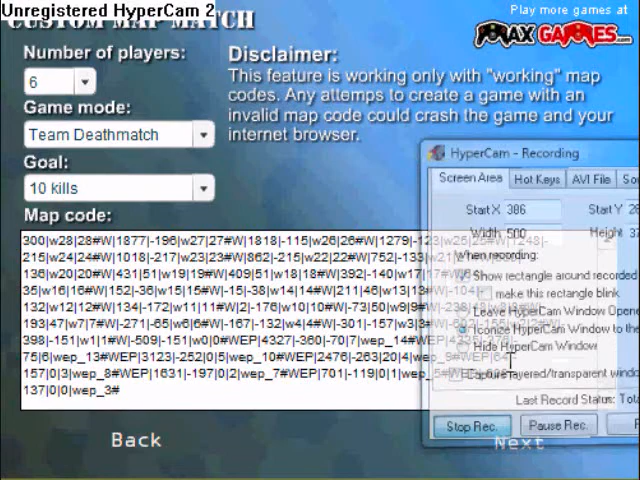 Unregistered HyperCam 2
Play more games at
CUSTOM MAP MATCH
MAX GAMES.COM
Number of players:
6
Game mode:
Team Deathmatch
Goal:
10 kills
Map code:
Disclaimer:
This feature is working only with "working" map
codes. Any attemps to create a game with an
invalid map code could crash the game and your
internet browser.
300|w28|28#W|1877|-196|w27|27#W|1818|-115|w26|26#W|1279|-123|w25|25#W|1248|-
215|w24|24#W|1018|-217|w23|23#W|862|-215|w22|22#W|752|-133|w21
136|w20|20#W|431|51|w19|19#W|409|51|w18|18#W|392|-140|w17|17#W
35|w16|16#W|152|-36|w15|15#W|-15|-38|w14|14#W|211|46|w13|13#W|-104|
132|w12|12#W|134|-172|w11|11#W|2|-176|w10|10#W|-73|50|w9|9#W
193|47|w7|7#W|-271|-65|w6|6#W|-167|-132|w4|4#W|-301|-157|w3|3#
398|-151|w1|1#W|-509|-151|w0|0#WEP|4327|-360|-70|7|wep_14#WEP
75|6|wep_13#WEP|3123|-252|0|5|wep_10#WEP|2476|-263|20|4|wep_9#WEP|64
157|0|3|wep_8#WEP|1631|-197|0|2|wep_7#WEP|701|-119|0|1|wep
137|0|0|wep_3#
HyperCam - Recording
Screen Area Hot Keys AVI File
Start X 386 Start Y
Width 500 Height
When recording:
Show rectangle around recorded
make this rectangle blink
Leave HyperCam Window
Iconize HyperCam Window to the
Hide HyperCam Window
Capture layered/transparent
Last Record Status:
Stop Rec. Pause Rec.
Back
Next